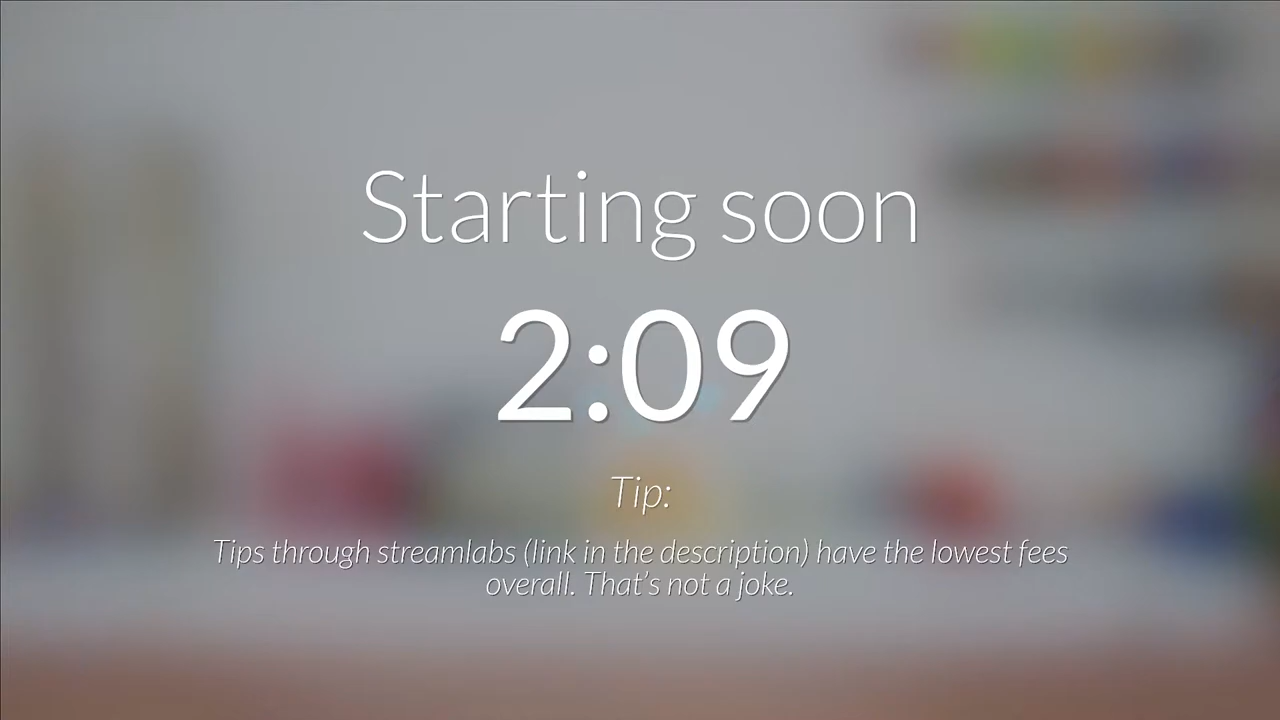 Starting soon
2:09
Tip:
Tips through streamlabs (link in the description) have the lowest fees
overall. That's not a joke.